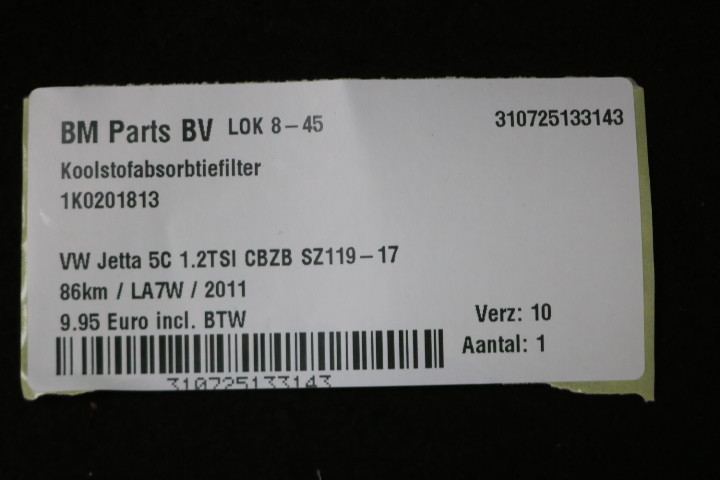 BM Parts BV LOK 8-45 310725133143
Koolstofabsorbtiefilter
1K0201813
VW Jetta 5C 1.2TSI CBZB SZ119-17
86km / LA7W / 2011
9.95 Euro incl. BTW
Verz: 10
Aantal: 1
310725133143